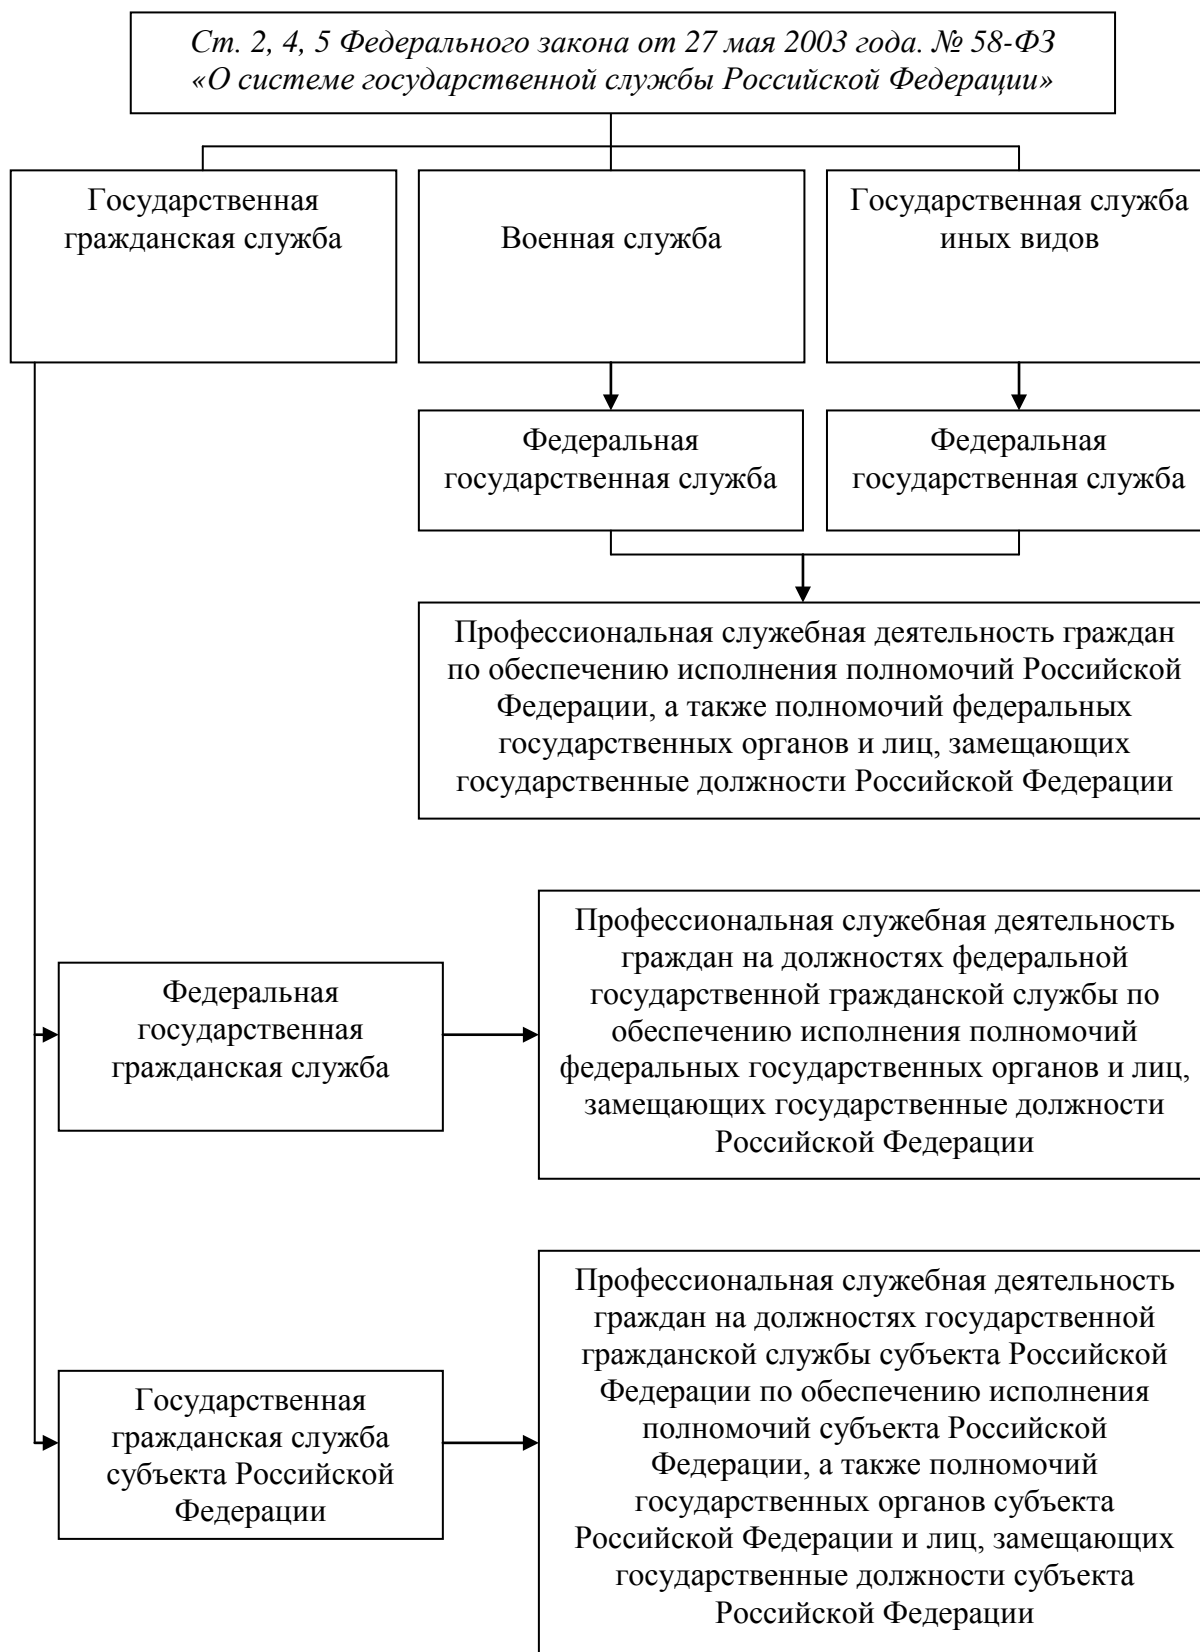 Ст. 2, 4, 5 Федерального закона от 27 мая 2003 года. № 58-ФЗ
«О системе государственной службы Российской Федерации»
Государственная
гражданская служба
Военная служба
Государственная служба
иных видов
Федеральная
государственная служба
Федеральная
государственная служба
Профессиональная служебная деятельность граждан
по обеспечению исполнения полномочий Российской
Федерации, а также полномочий федеральных
государственных органов и лиц, замещающих
государственные должности Российской Федерации
Федеральная
государственная
гражданская служба
Профессиональная служебная деятельность
граждан на должностях федеральной
государственной гражданской службы по
обеспечению исполнения полномочий
федеральных государственных органов и лиц,
замещающих государственные должности
Российской Федерации
Государственная
гражданская служба
субъекта Российской
Федерации
Профессиональная служебная деятельность
граждан на должностях государственной
гражданской службы субъекта Российской
Федерации по обеспечению исполнения
полномочий субъекта Российской
Федерации, а также полномочий
государственных органов субъекта
Российской Федерации и лиц, замещающих
государственные должности субъекта
Российской Федерации